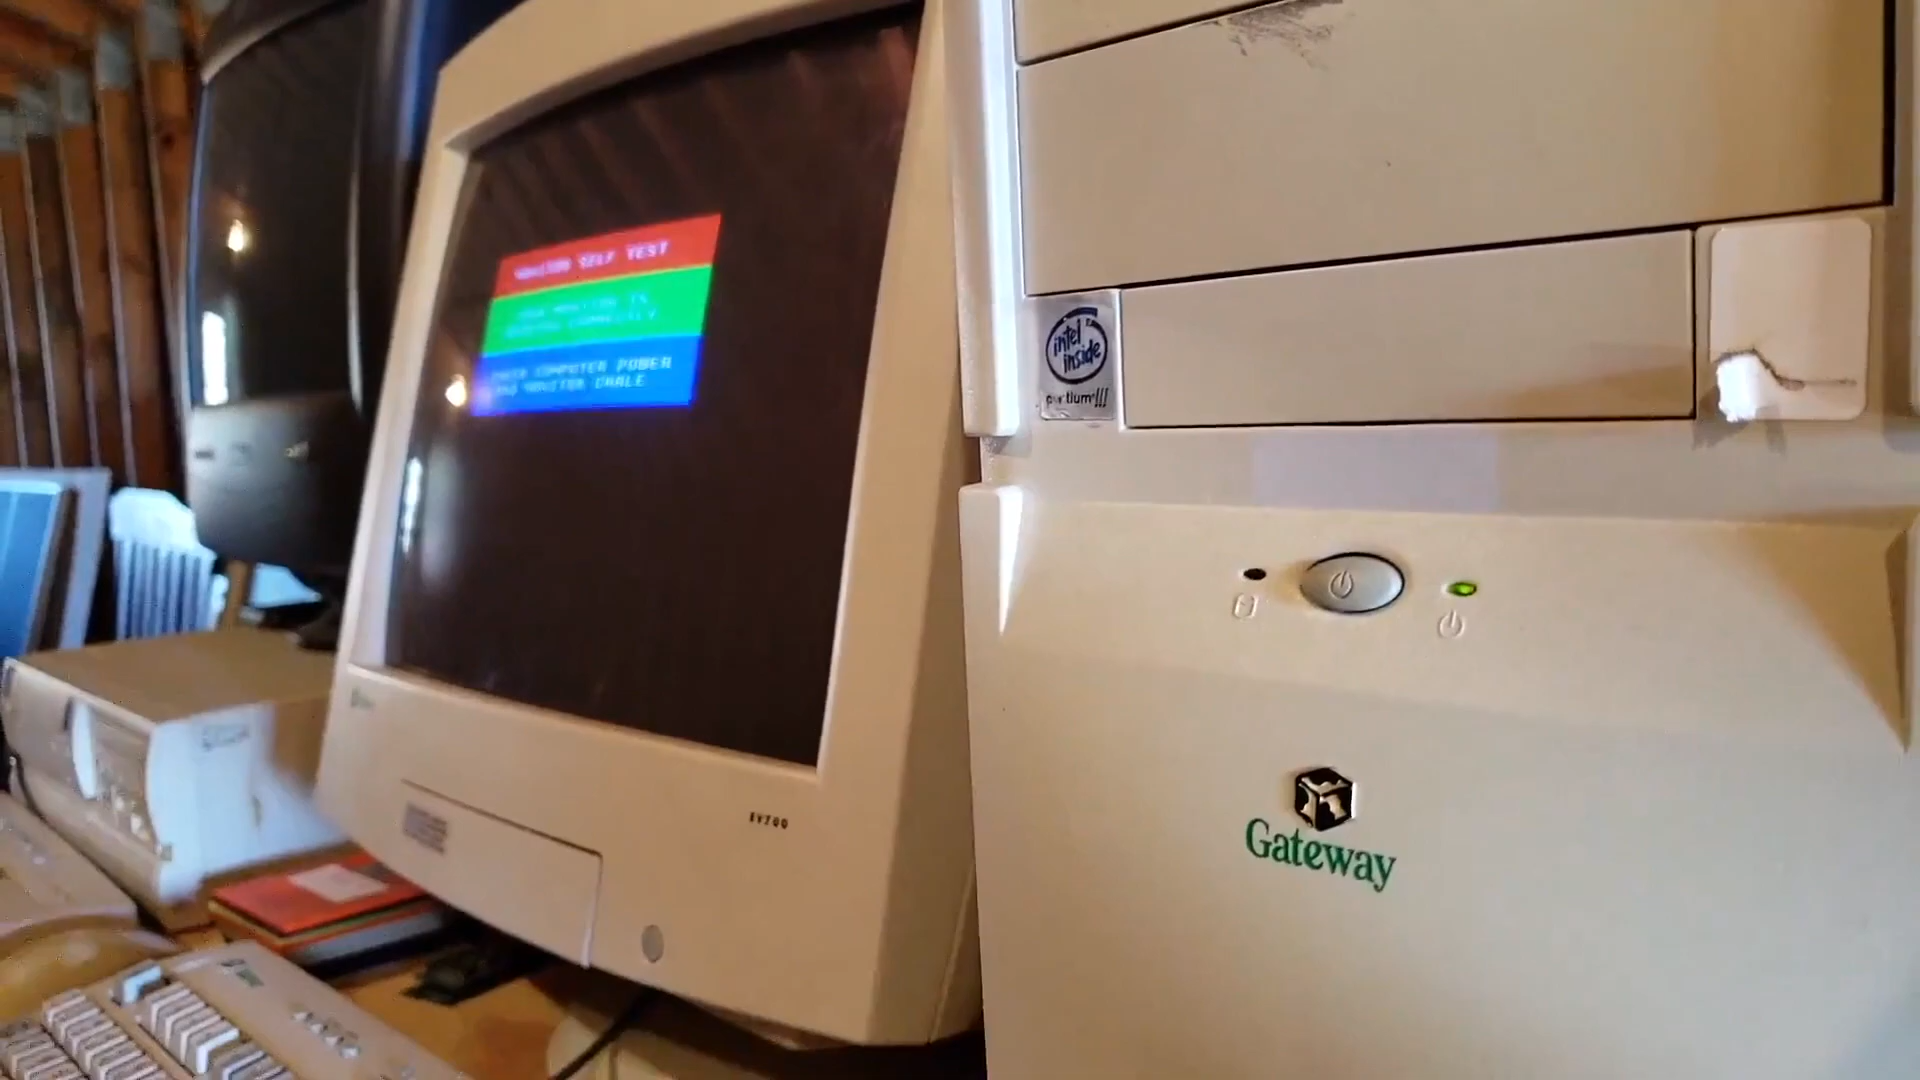 MONITOR SELF TEST
YOUR MONITOR IS
WORKING CORRECTLY
CHECK COMPUTER POWER
AND MONITOR CABLE
EV700
intel
inside
pentium III
Gateway